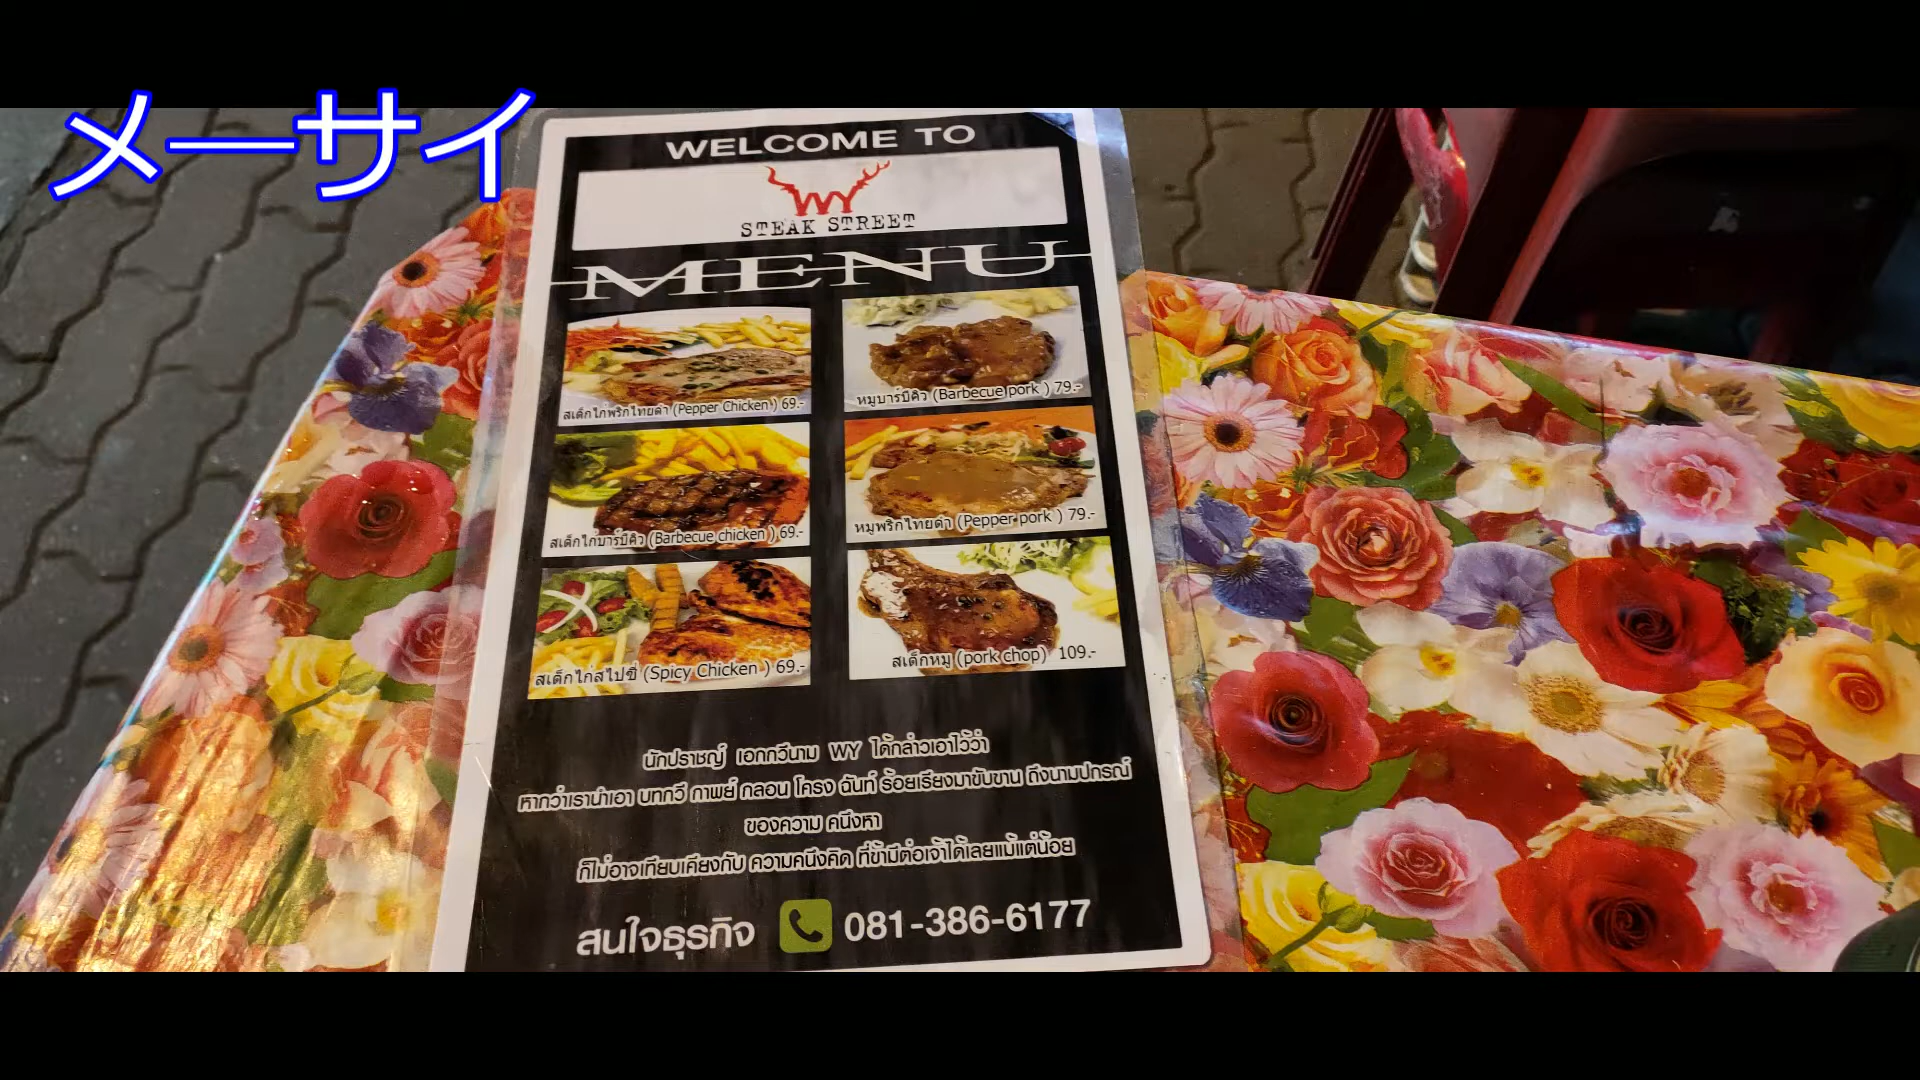 メーサイ
WELCOME TO
WY
STEAK STREET
MENU
สเต็กไก่พริกไทยดำ (Pepper Chicken ) 69.-
หมูบาร์บีคิว (Barbecue pork ) 79.-
สเต็กไก่บาร์บีคิว (Barbecue chicken ) 69.-
หมูพริกไทยดำ (Pepper pork ) 79.-
สเต็กไก่สไปซี่ (Spicy Chicken ) 69.-
สเต็กหมู (pork chop) 109.-
นักปราชญ์ เอกกวีนาม WY ได้กล่าวเอาไว้ว่า
หากว่าเรานำเอา บทกวี กาพย์ กลอน โครง ฉันท์ ร้อยเรียงมาขับขาน ถึงนามปกรณ์
ของความ คนึงหา
ก็ไม่อาจเทียบเคียงกับ ความคนึงคิด ที่ข้ามีต่อเจ้าได้เลยแม้แต่น้อย
สนใจธุรกิจ 081-386-6177